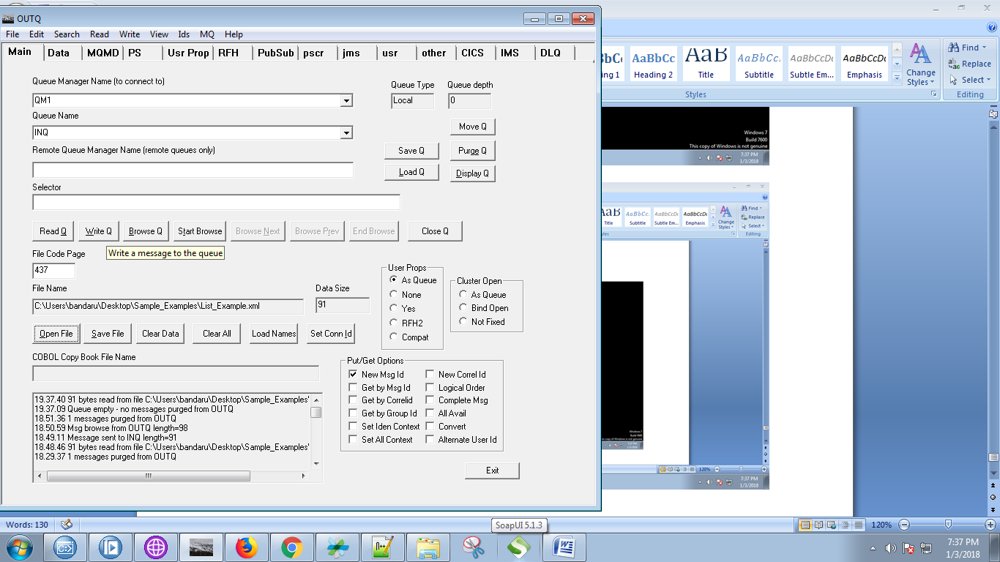 OUTQ
File Edit Search Read Write View Ids MQ Help
Main Data MQMD PS Usr Prop RFH PubSub pscr jms usr other CICS IMS DLQ
Queue Manager Name (to connect to)
QM1
Queue Name
INQ
Remote Queue Manager Name (remote queues only)
Selector
Queue Type Queue depth
Local 0
Move Q
Save Q Purge Q
Load Q Display Q
Read Q Write Q Browse Q Start Browse Browse Next Browse Prev End Browse Close Q
Write a message to the queue
File Code Page
437
File Name
C:\Users\bandaru\Desktop\Sample_Examples\List_Example.xml
Data Size
91
User Props
As Queue
None
Yes
RFH2
Compat
Cluster Open
As Queue
Bind Open
Not Fixed
Open File Save File Clear Data Clear All Load Names Set Conn Id
COBOL Copy Book File Name
Put/Get Options
New Msg Id New Correl Id
Get by Msg Id Logical Order
Get by Correlid Complete Msg
Get by Group Id All Avail
Set Iden Context Convert
Set All Context Alternate User Id
19.37.40 91 bytes read from file C:\Users\bandaru\Desktop\Sample_Examples\
19.37.09 Queue empty - no messages purged from OUTQ
18.51.36 1 messages purged from OUTQ
18.50.59 Msg browse from OUTQ length=98
18.49.11 Message sent to INQ length=91
18.48.46 91 bytes read from file C:\Users\bandaru\Desktop\Sample_Examples\
18.29.37 1 messages purged from OUTQ
Exit
AaBbCc AaB AaBbCcL AaBbCcDc AaBbCcDc
ing 1 Heading 2 Title Subtitle Subtle Em... Emphasis
Change Styles
Styles
Find
Replace
Select
Editing
Windows 7
Build 7600
This copy of Windows is not genuine
7:37 PM
1/3/2018
Title Subtitle Subtle Em... Emphasis
Change Styles
Find
Replace
Select
Editing
120%
7:37 PM
1/3/2018
Words: 130
SoapUI 5.1.3
120%
7:37 PM
1/3/2018